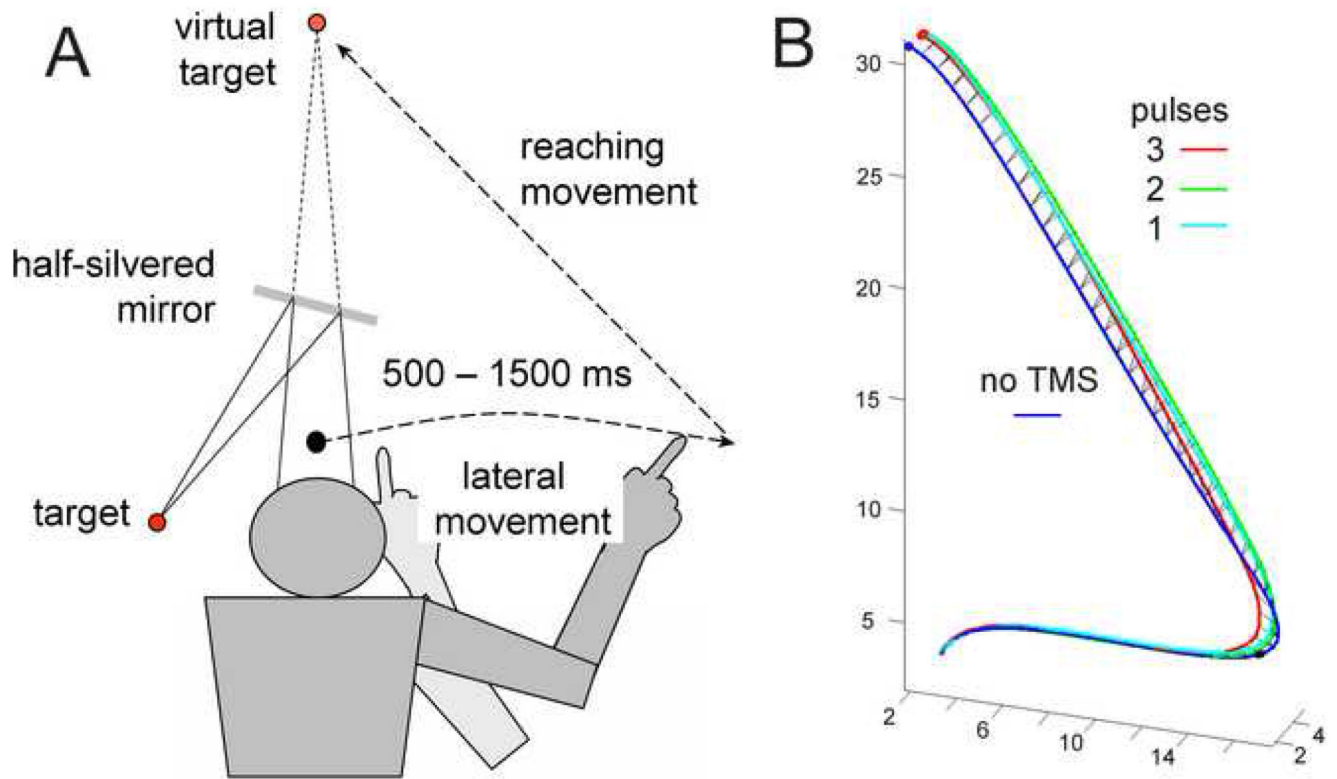 A
virtual
target
reaching
movement
half-silvered
mirror
500 – 1500 ms
lateral
movement
target
B
30
25
20
15
10
5
pulses
3
2
1
no TMS
2
6
10
14
2
4